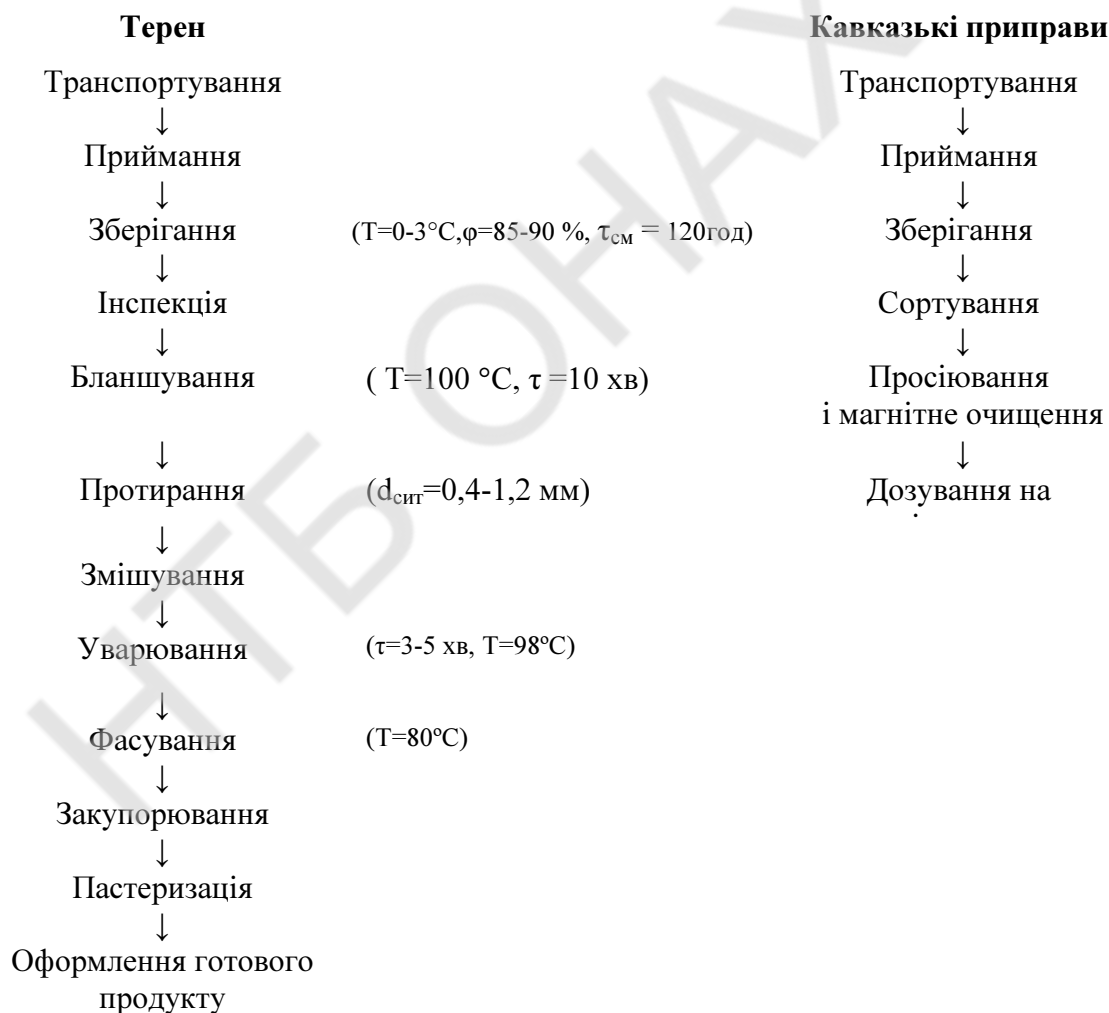 Терен
Кавказькі приправи
Транспортування
Транспортування
↓
↓
Приймання
Приймання
↓
↓
Зберігання (T=0-3°C,φ=85-90 %, τсм = 120год)
Зберігання
↓
↓
Інспекція
Сортування
↓
↓
Бланшування ( T=100 °C, τ =10 хв)
Просіювання
і магнітне очищення
↓
↓
Протирання (dсит=0,4-1,2 мм)
Дозування на
↓
Змішування
↓
Уварювання (τ=3-5 хв, T=98ºC)
↓
Фасування (T=80ºC)
↓
Закупорювання
↓
Пастеризація
↓
Оформлення готового
продукту
НТБ ОНАХ